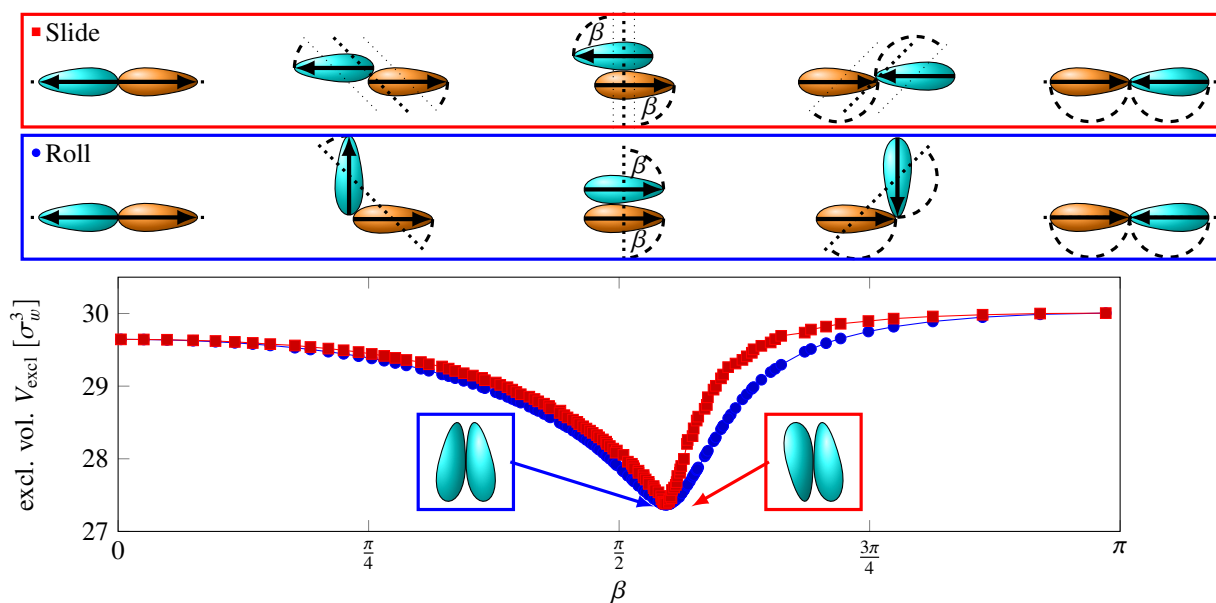 Slide
β
β
Roll
β
β
excl. vol. V_excl [σ_w^3]
30
29
28
27
0
π/4
π/2
3π/4
π
β